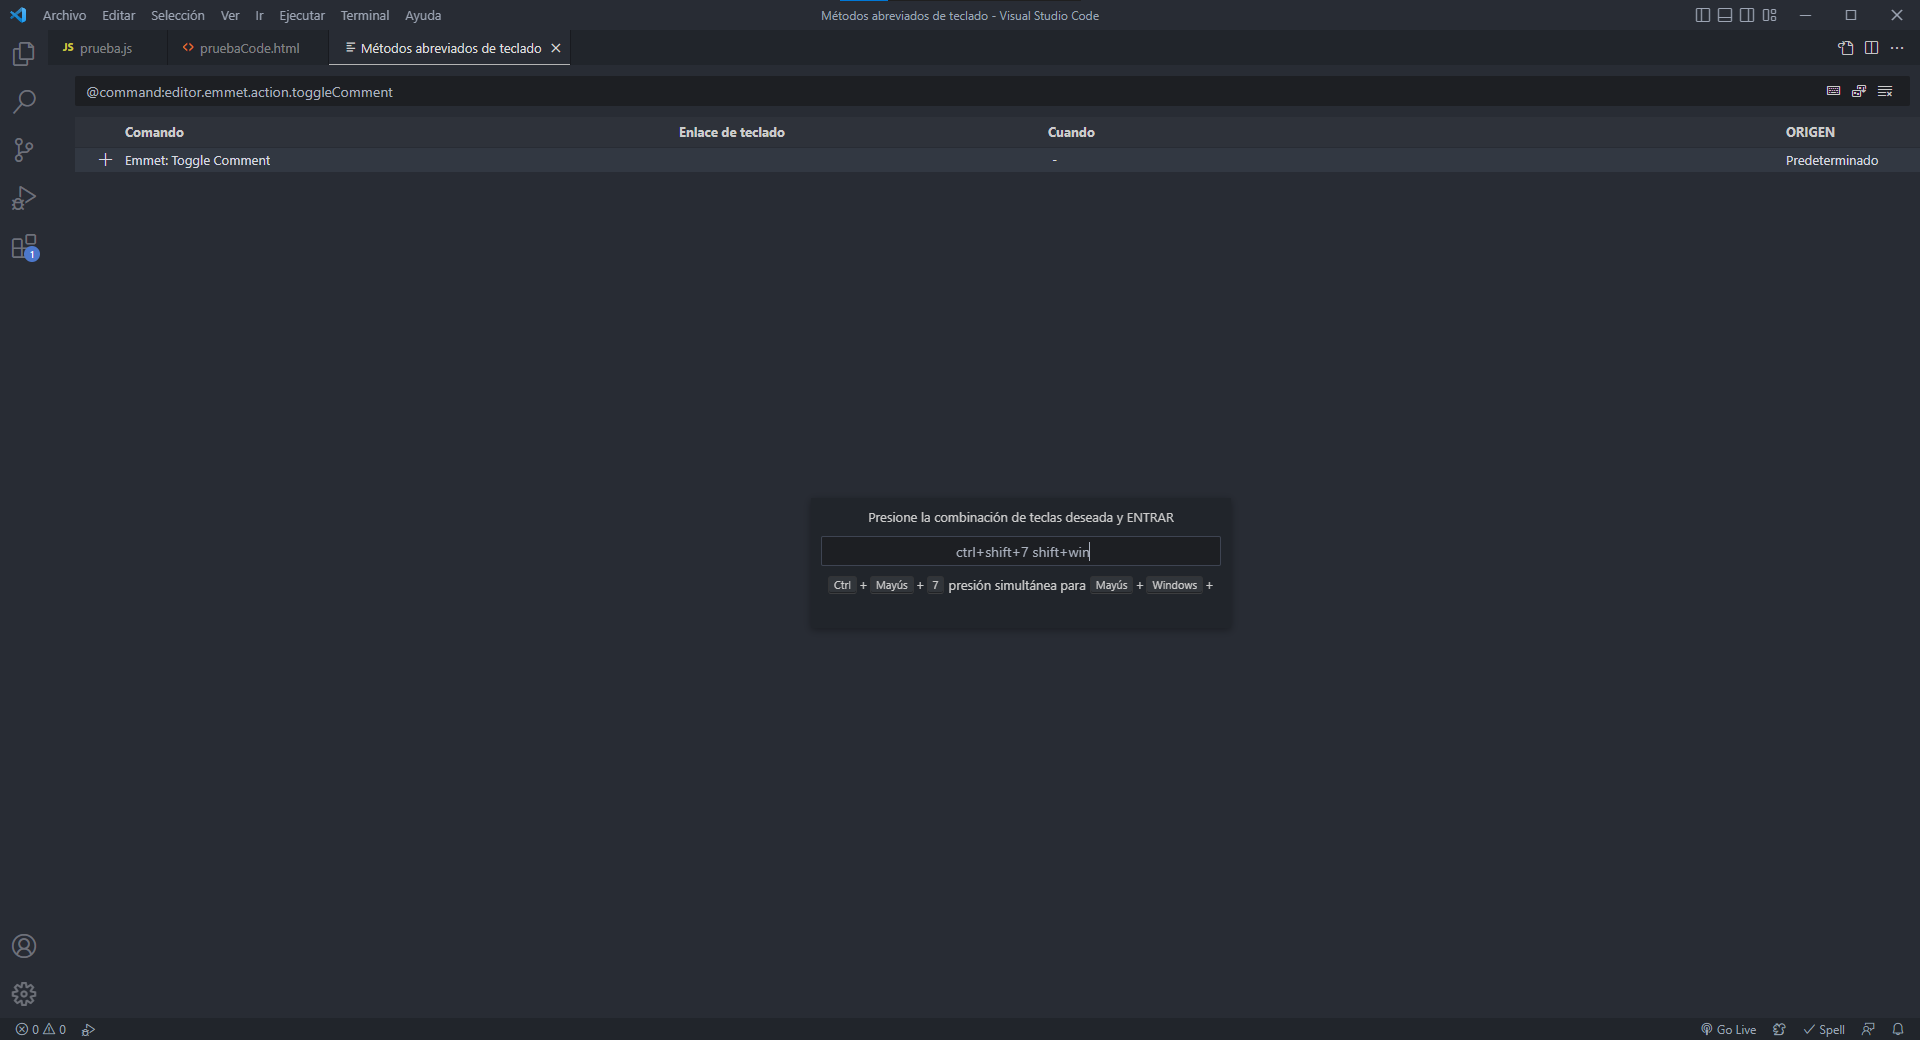 Archivo Editar Selección Ver Ir Ejecutar Terminal Ayuda Métodos abreviados de teclado - Visual Studio Code
JS prueba.js <> pruebaCode.html Métodos abreviados de teclado
@command:editor.emmet.action.toggleComment
Comando Enlace de teclado Cuando ORIGEN
Emmet: Toggle Comment - Predeterminado
1
Presione la combinación de teclas deseada y ENTRAR
ctrl+shift+7 shift+win
Ctrl + Mayús + 7 presión simultánea para Mayús + Windows +
0 0 Go Live Spell